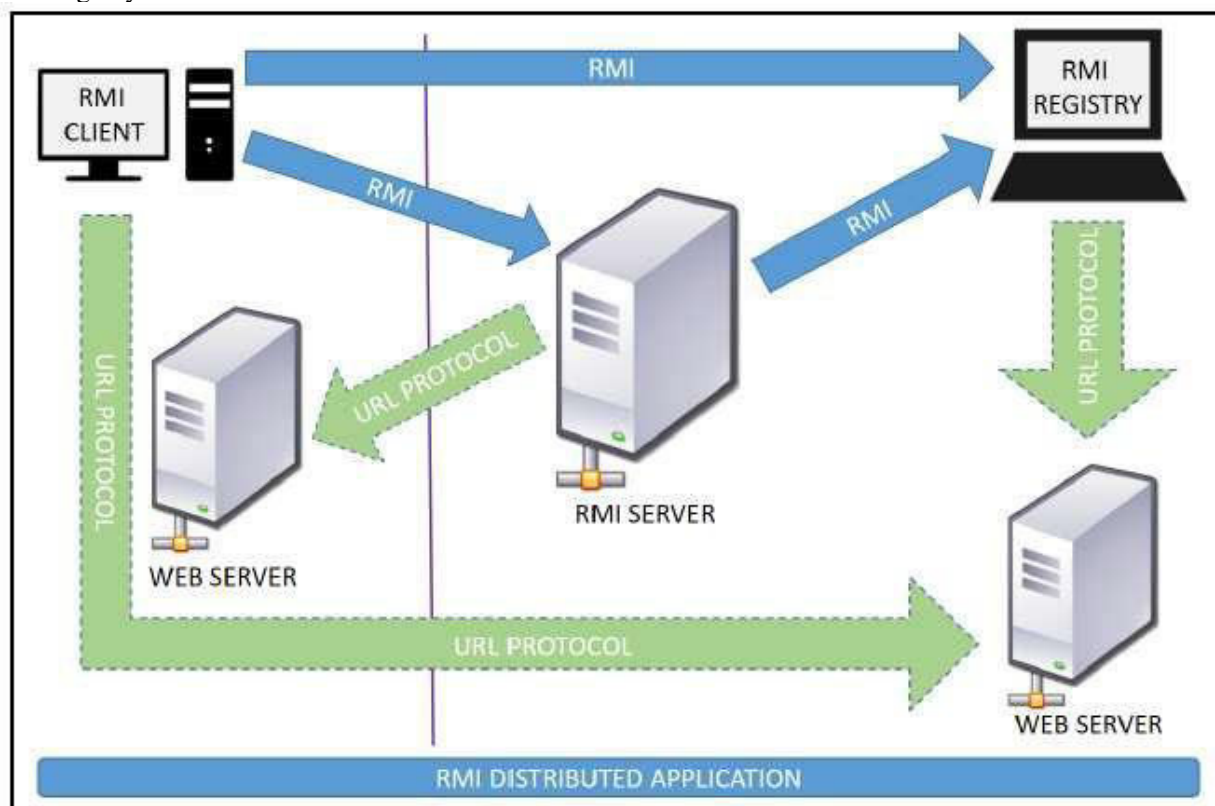 RMI
RMI
CLIENT
RMI
REGISTRY
RMI
RMI
URL PROTOCOL
URL PROTOCOL
URL PROTOCOL
RMI SERVER
WEB SERVER
URL PROTOCOL
WEB SERVER
RMI DISTRIBUTED APPLICATION